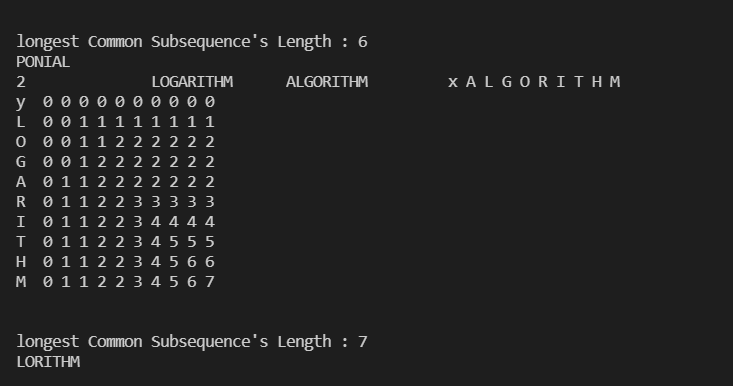 longest Common Subsequence's Length : 6
PONIAL
2 LOGARITHM ALGORITHM x A L G O R I T H M
y 0 0 0 0 0 0 0 0 0 0
L 0 0 1 1 1 1 1 1 1 1
O 0 0 1 1 2 2 2 2 2 2
G 0 0 1 2 2 2 2 2 2 2
A 0 1 1 2 2 2 2 2 2 2
R 0 1 1 2 2 3 3 3 3 3
I 0 1 1 2 2 3 4 4 4 4
T 0 1 1 2 2 3 4 5 5 5
H 0 1 1 2 2 3 4 5 6 6
M 0 1 1 2 2 3 4 5 6 7
longest Common Subsequence's Length : 7
LORITHM